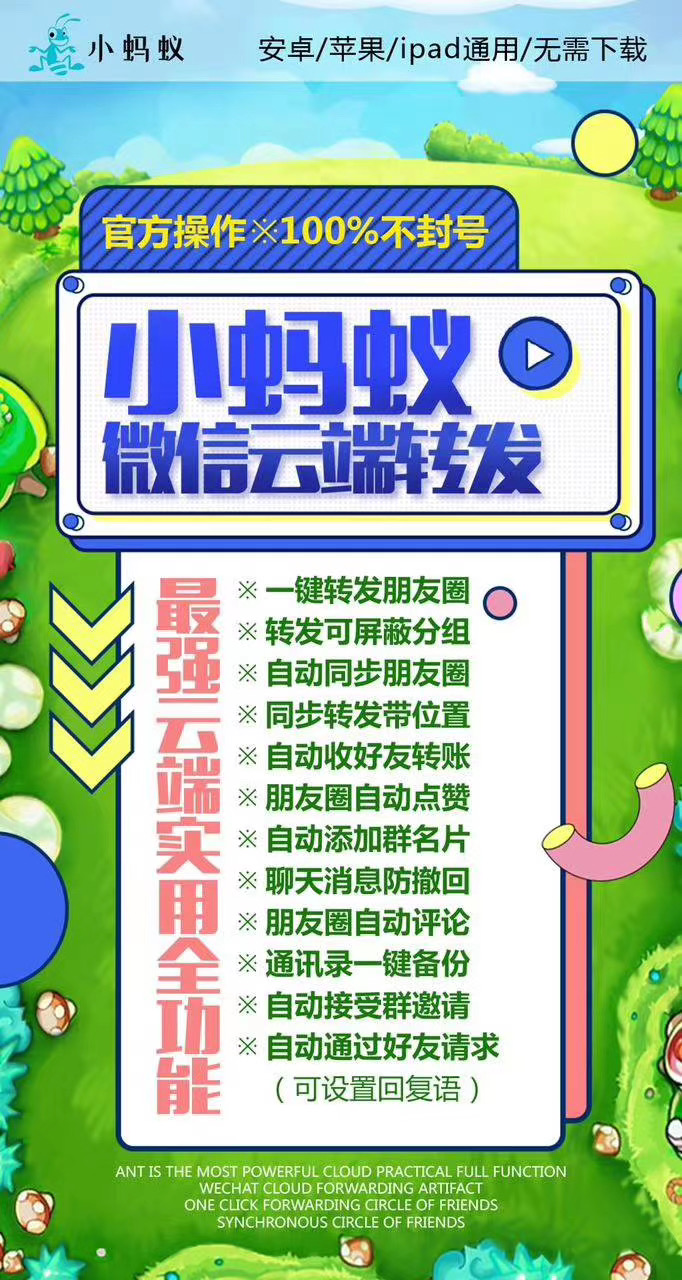 小蚂蚁
安卓/苹果/ipad通用/无需下载
官方操作※100%不封号
小蚂蚁
微信云端转发
最强云端实用全功能
※ 一键转发朋友圈
※ 转发可屏蔽分组
※ 自动同步朋友圈
※ 同步转发带位置
※ 自动收好友转账
※ 朋友圈自动点赞
※ 自动添加群名片
※ 聊天消息防撤回
※ 朋友圈自动评论
※ 通讯录一键备份
※ 自动接受群邀请
※ 自动通过好友请求
（可设置回复语）
ANT IS THE MOST POWERFUL CLOUD PRACTICAL FULL FUNCTION
WECHAT CLOUD FORWARDING ARTIFACT
ONE CLICK FORWARDING CIRCLE OF FRIENDS
SYNCHRONOUS CIRCLE OF FRIENDS